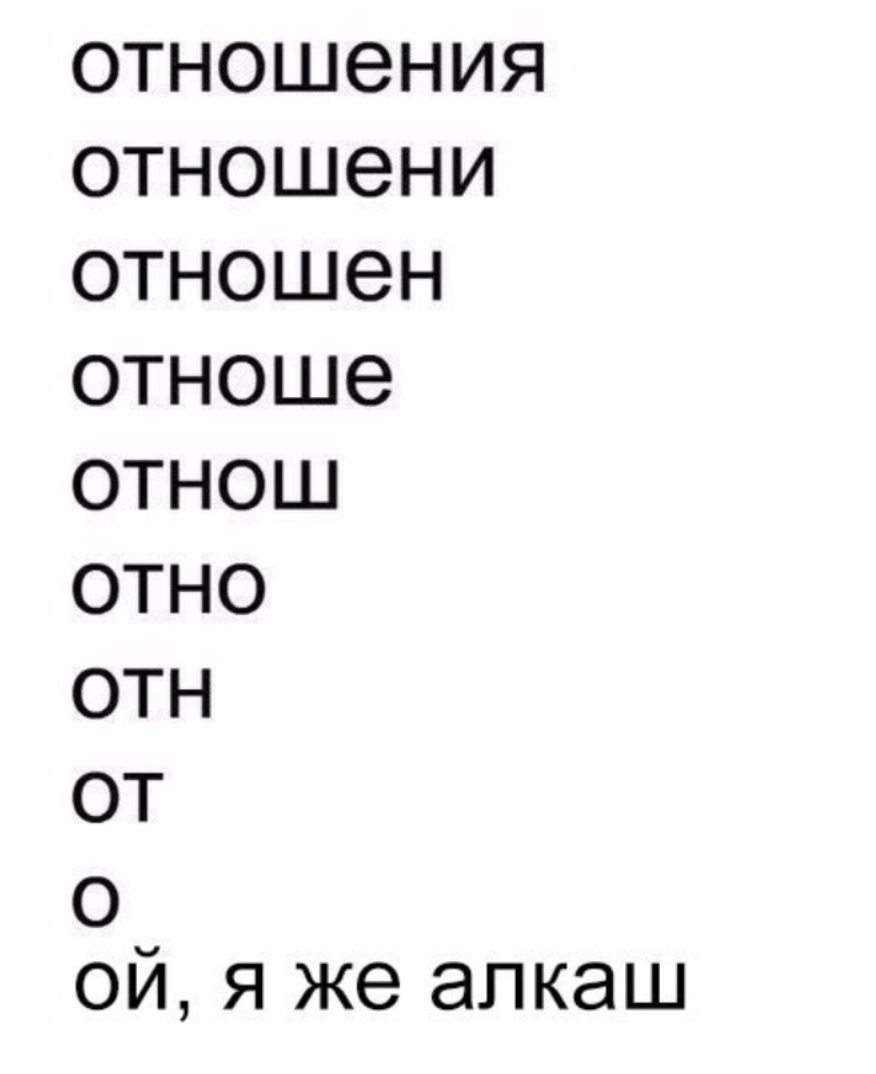 отношения
отношени
отношен
отноше
отнош
отно
отн
от
о
ой, я же алкаш